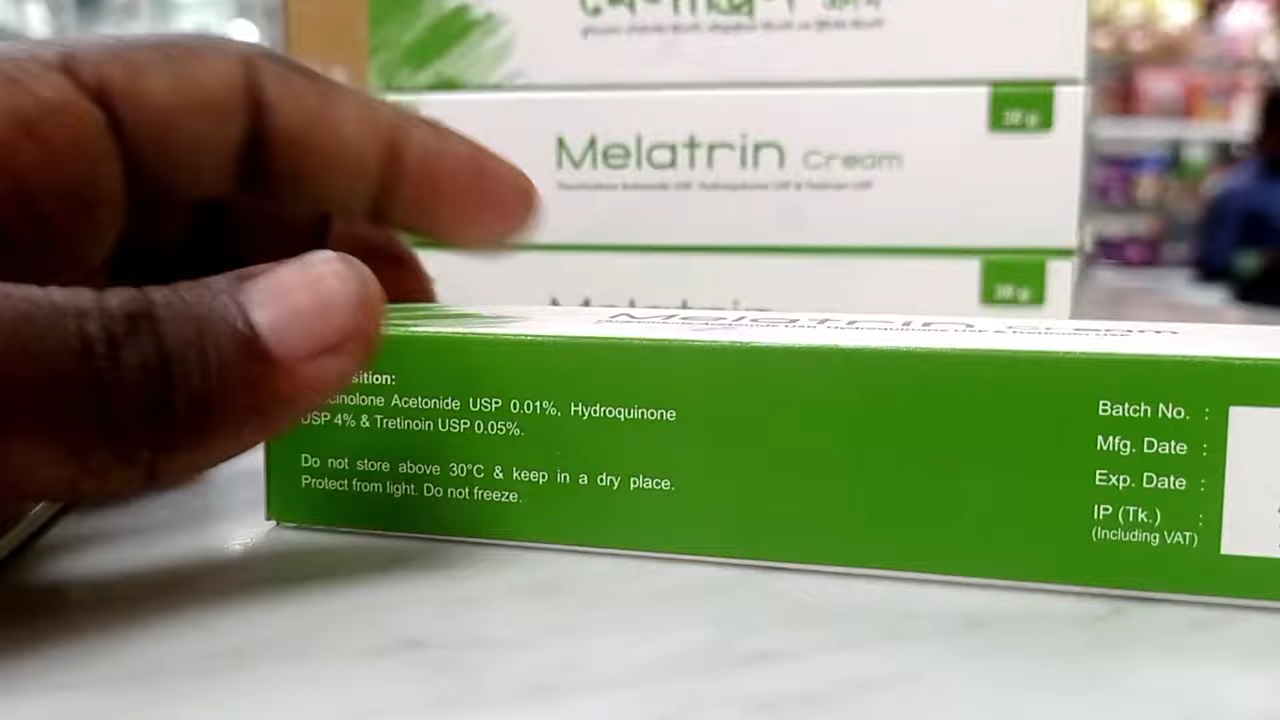 Melatrin Cream
10 g
10 g
Melatrin
Melatrin Cream
sition:
cinolone Acetonide USP 0.01%, Hydroquinone
USP 4% & Tretinoin USP 0.05%.
Do not store above 30°C & keep in a dry place.
Protect from light. Do not freeze.
Batch No. :
Mfg. Date :
Exp. Date :
IP (Tk.) :
(Including VAT)